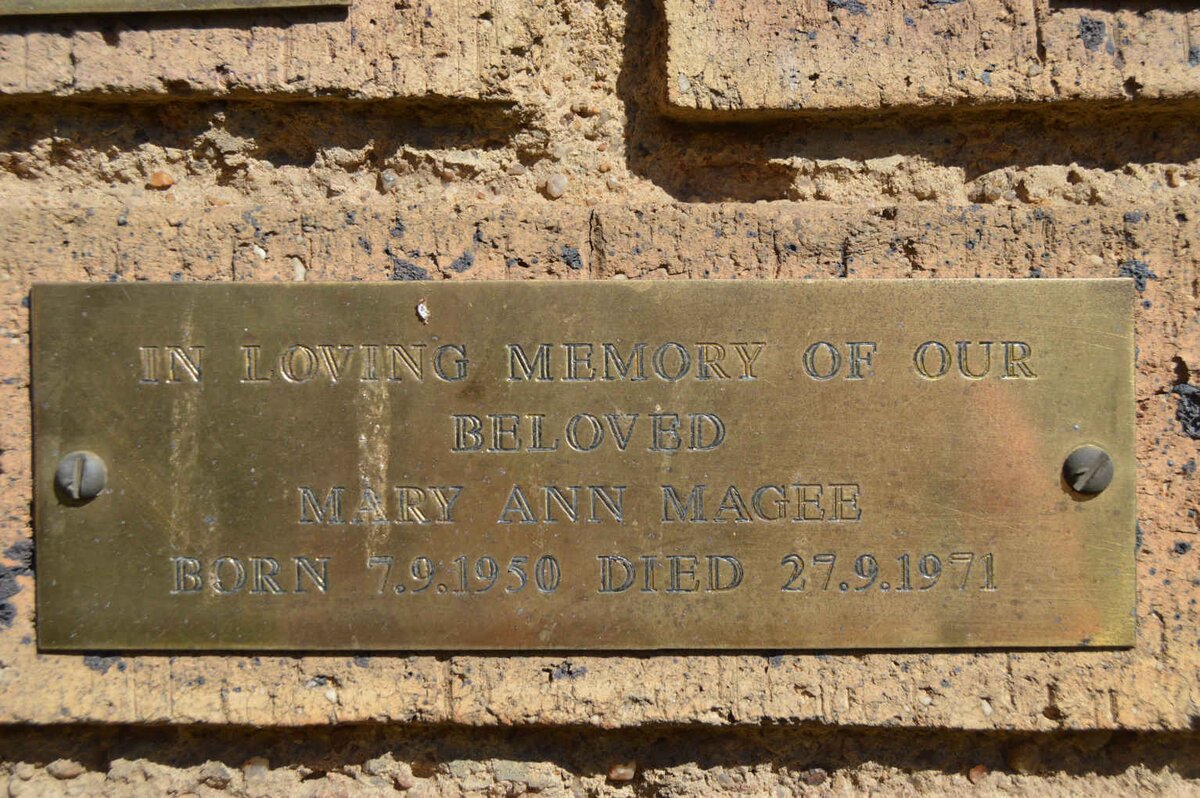 IN LOVING MEMORY OF OUR
BELOVED
MARY ANN MAGEE
BORN 7.9.1950 DIED 27.9.1971